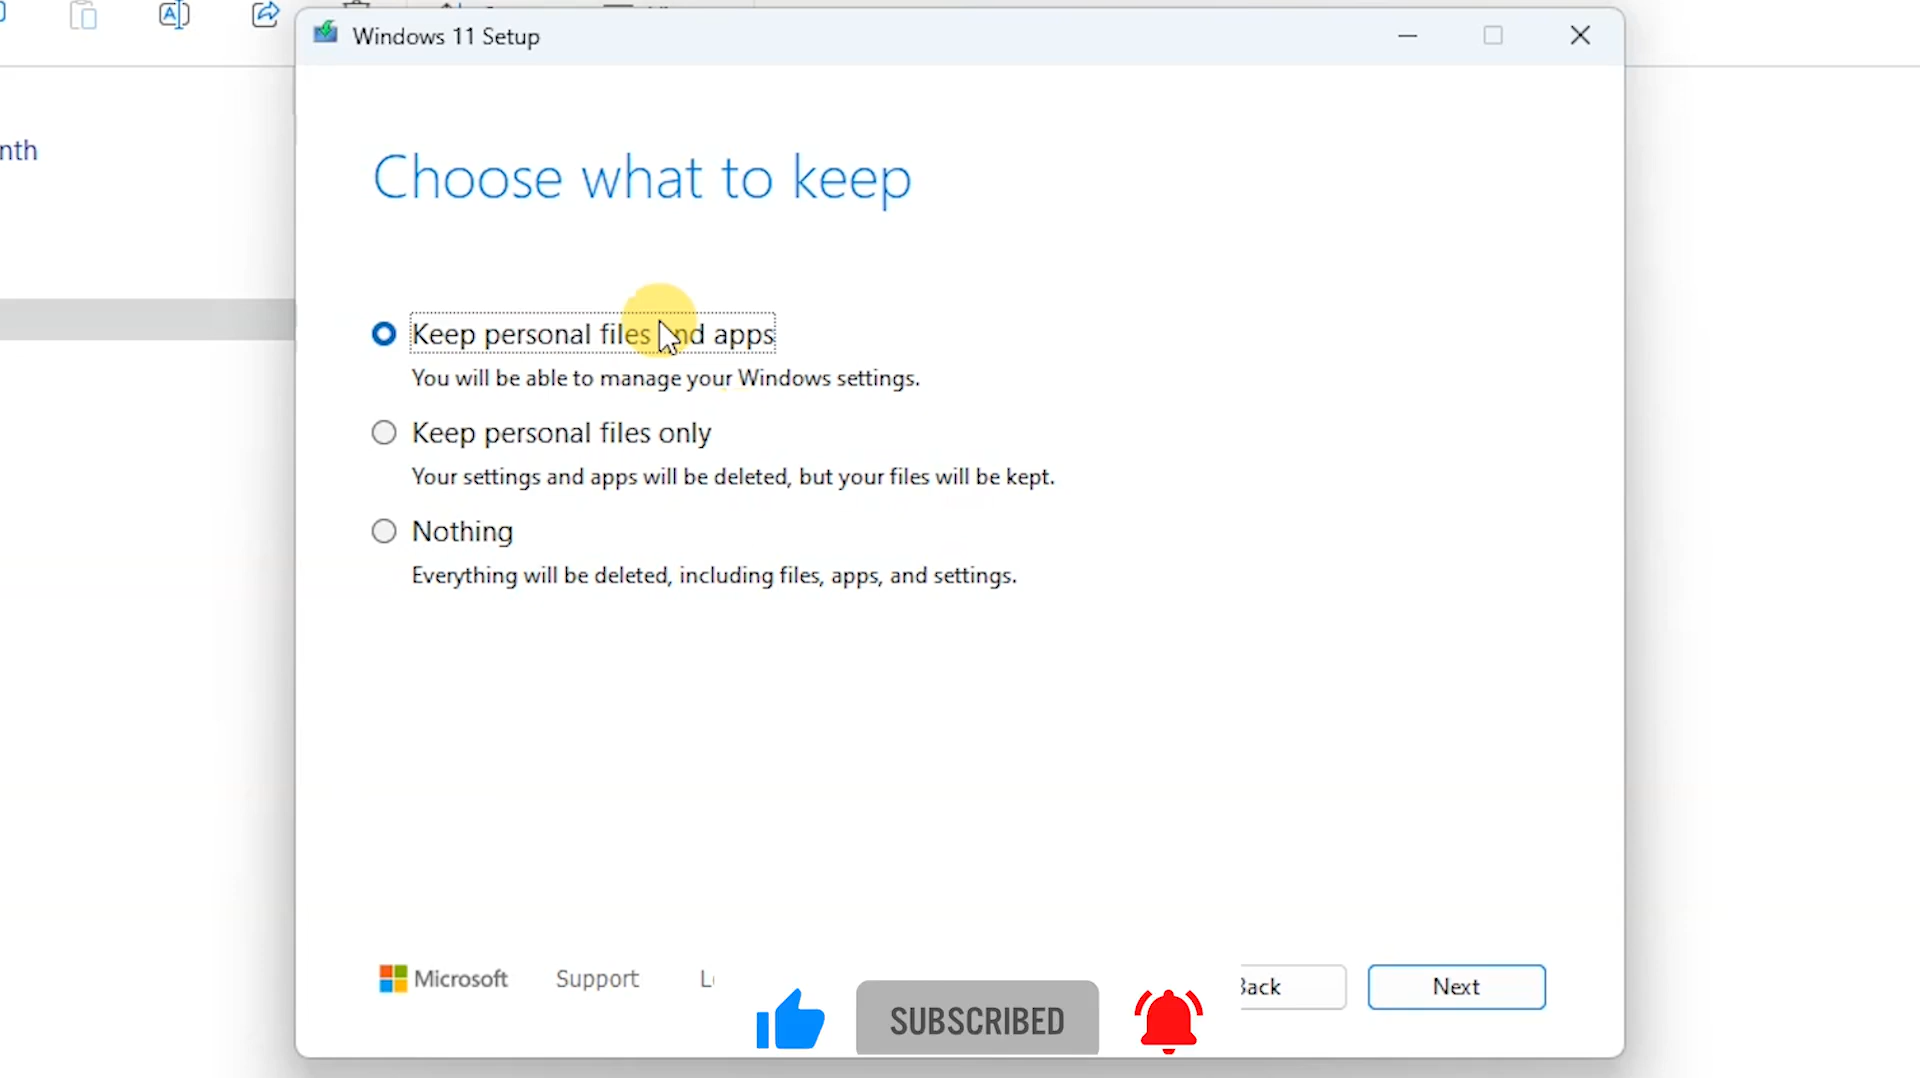 Windows 11 Setup
nth
Choose what to keep
Keep personal files and apps
You will be able to manage your Windows settings.
Keep personal files only
Your settings and apps will be deleted, but your files will be kept.
Nothing
Everything will be deleted, including files, apps, and settings.
Microsoft Support Le
Back Next
SUBSCRIBED